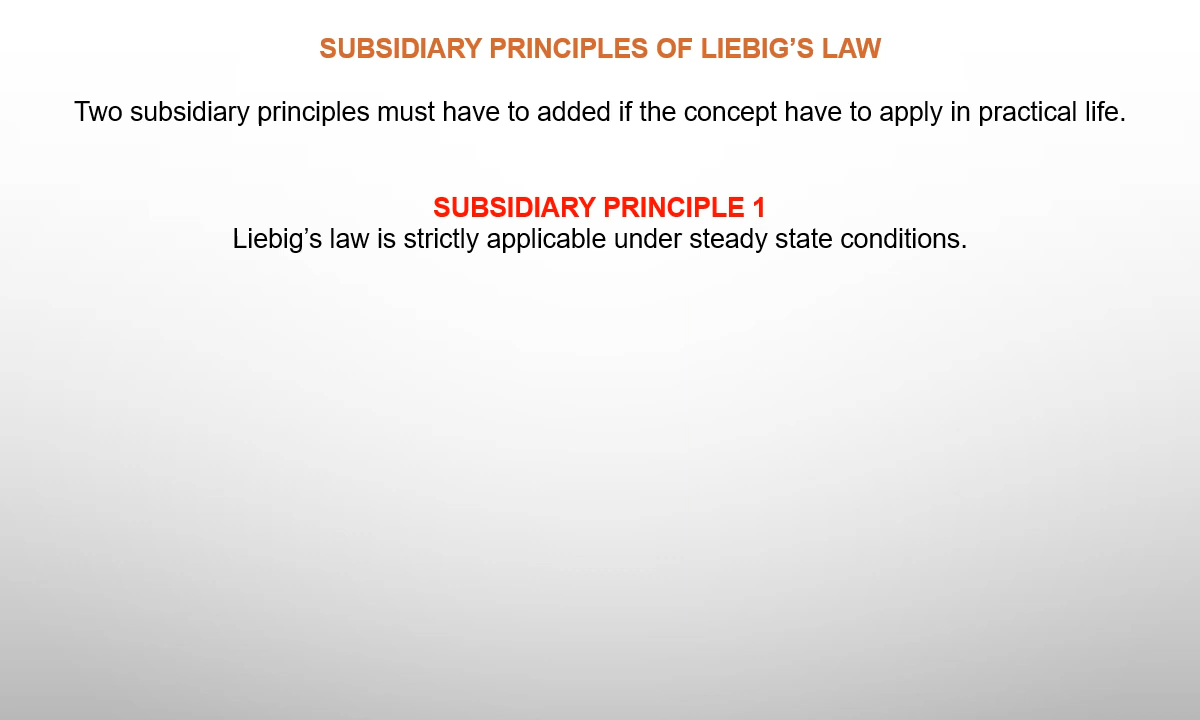 SUBSIDIARY PRINCIPLES OF LIEBIG’S LAW
Two subsidiary principles must have to added if the concept have to apply in practical life.
SUBSIDIARY PRINCIPLE 1
Liebig’s law is strictly applicable under steady state conditions.